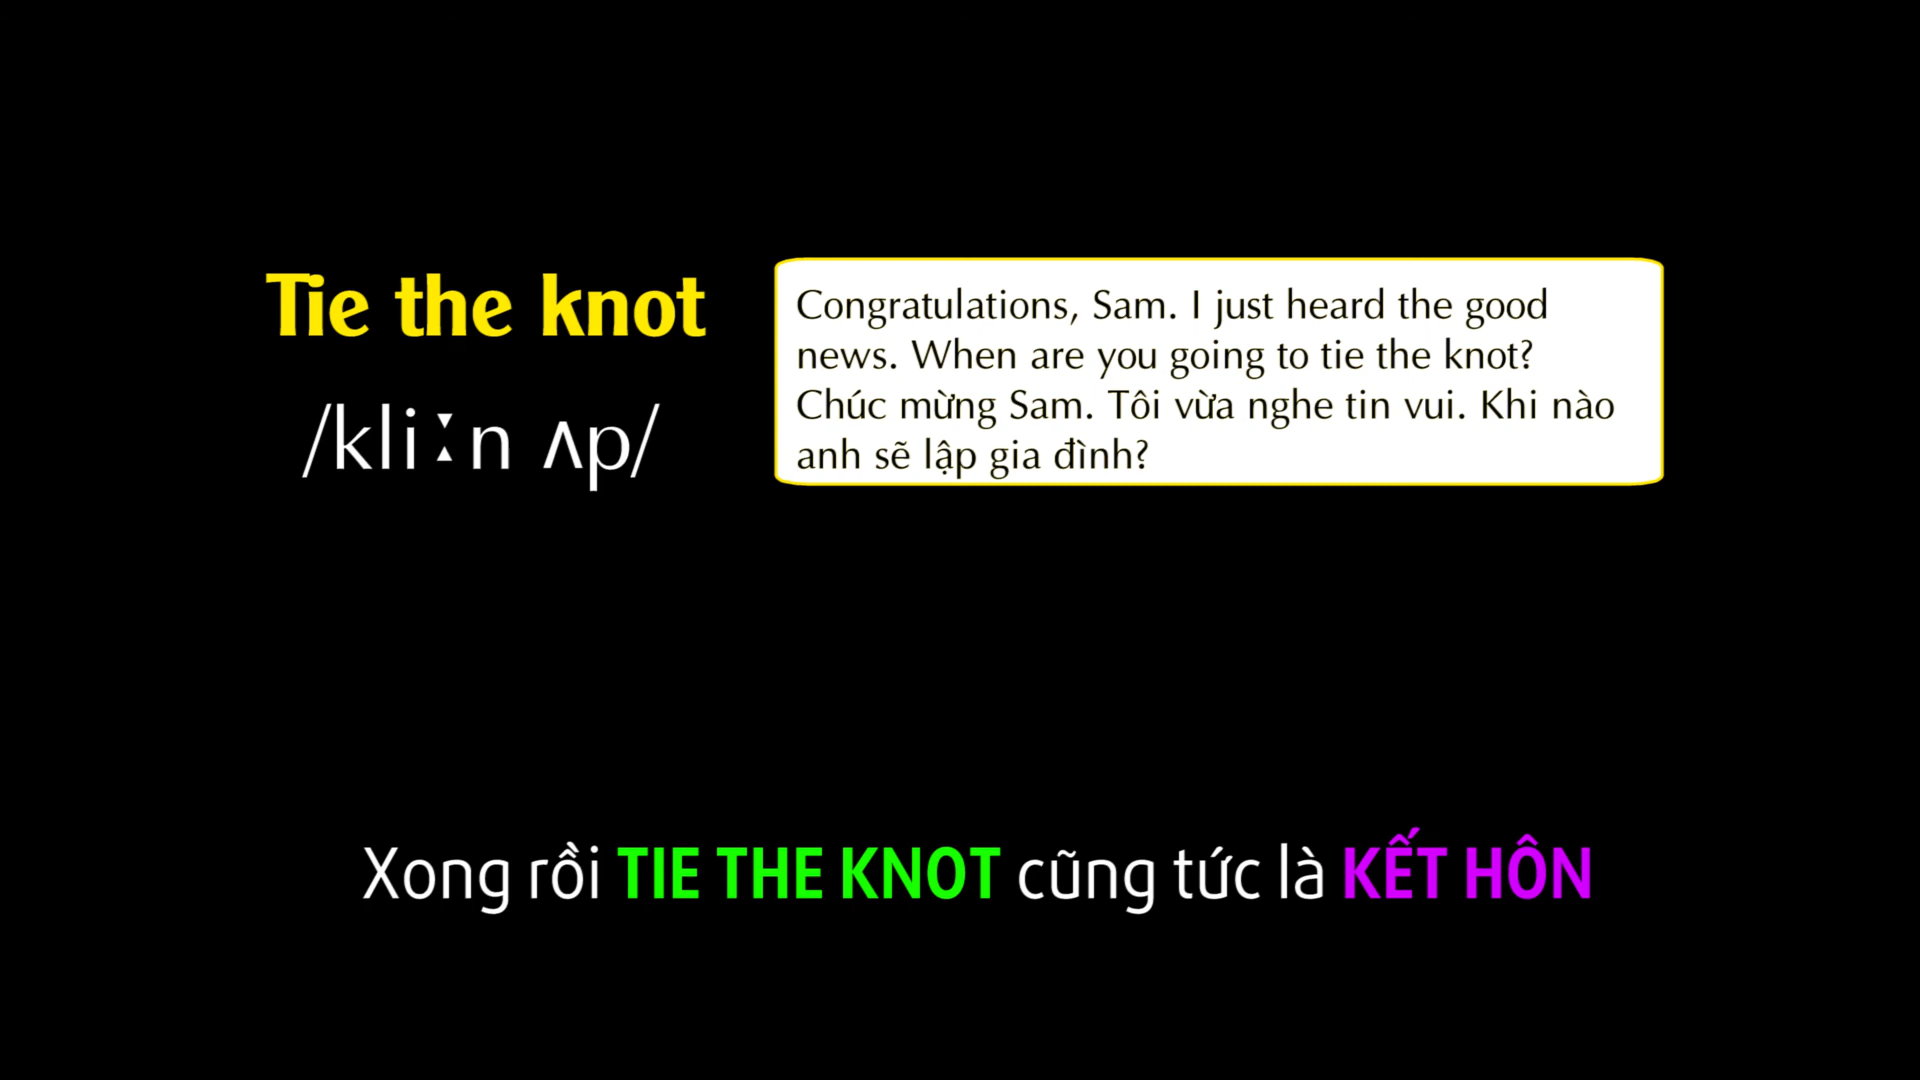 Tie the knot
/kliːn ʌp/
Congratulations, Sam. I just heard the good
news. When are you going to tie the knot?
Chúc mừng Sam. Tôi vừa nghe tin vui. Khi nào
anh sẽ lập gia đình?
Xong rồi TIE THE KNOT cũng tức là KẾT HÔN